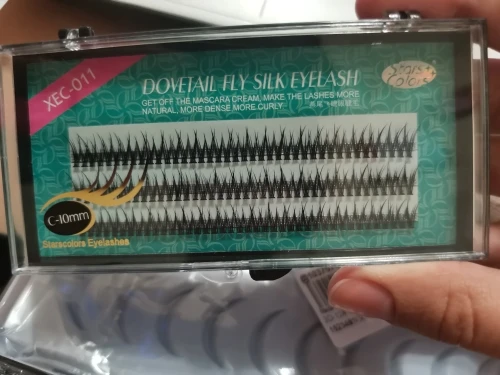 XEC-011
DOVETAIL FLY SILK EYELASH
GET OFF THE MASCARA CREAM, MAKE THE LASHES MORE
NATURAL, MORE DENSE MORE CURLY
C-10mm
Starscolors Eyelashes